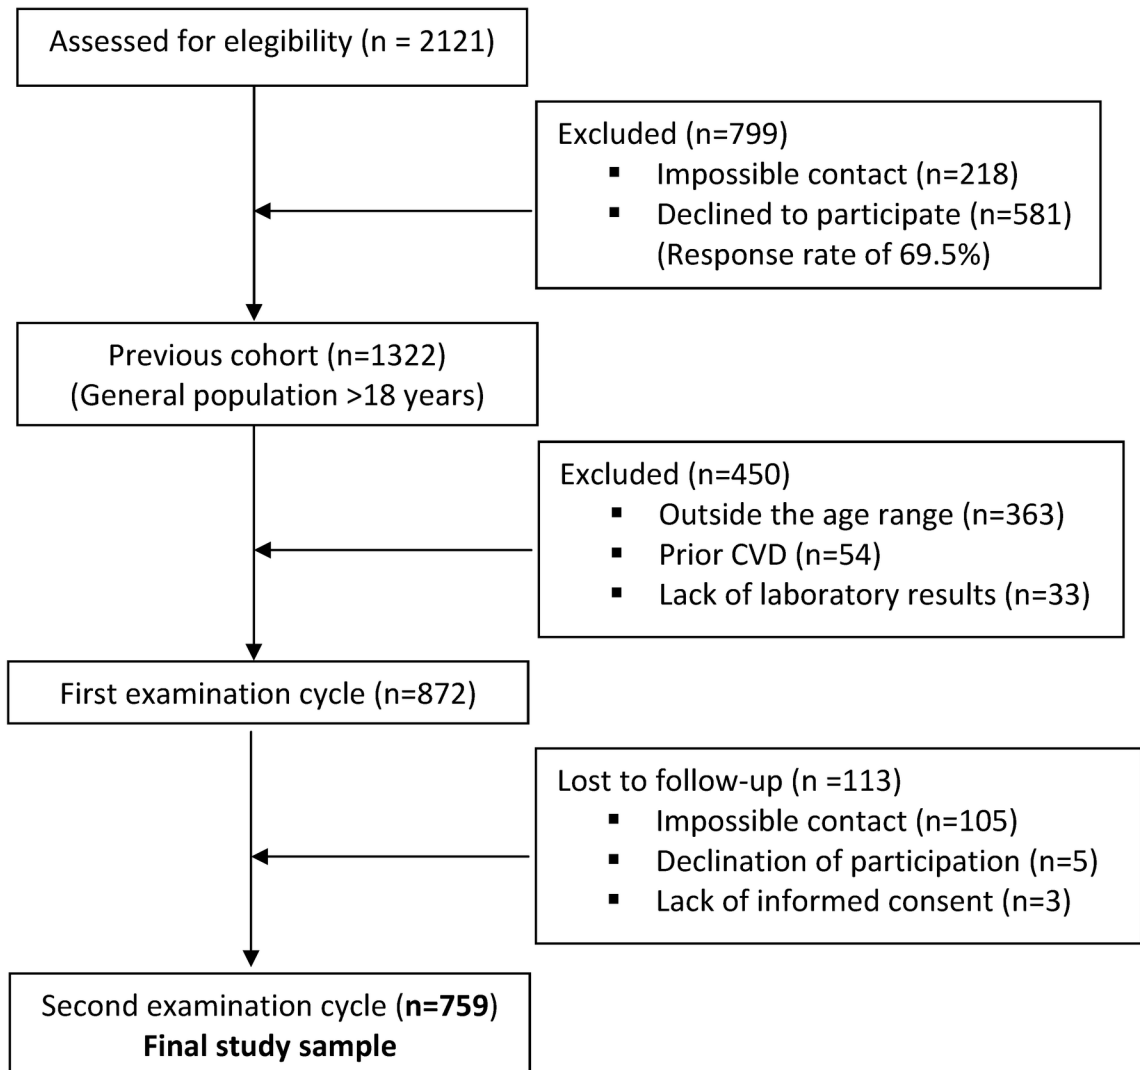 Assessed for elegibility (n = 2121)
Excluded (n=799)
▪ Impossible contact (n=218)
▪ Declined to participate (n=581)
(Response rate of 69.5%)
Previous cohort (n=1322)
(General population >18 years)
Excluded (n=450)
▪ Outside the age range (n=363)
▪ Prior CVD (n=54)
▪ Lack of laboratory results (n=33)
First examination cycle (n=872)
Lost to follow-up (n =113)
▪ Impossible contact (n=105)
▪ Declination of participation (n=5)
▪ Lack of informed consent (n=3)
Second examination cycle (n=759)
Final study sample